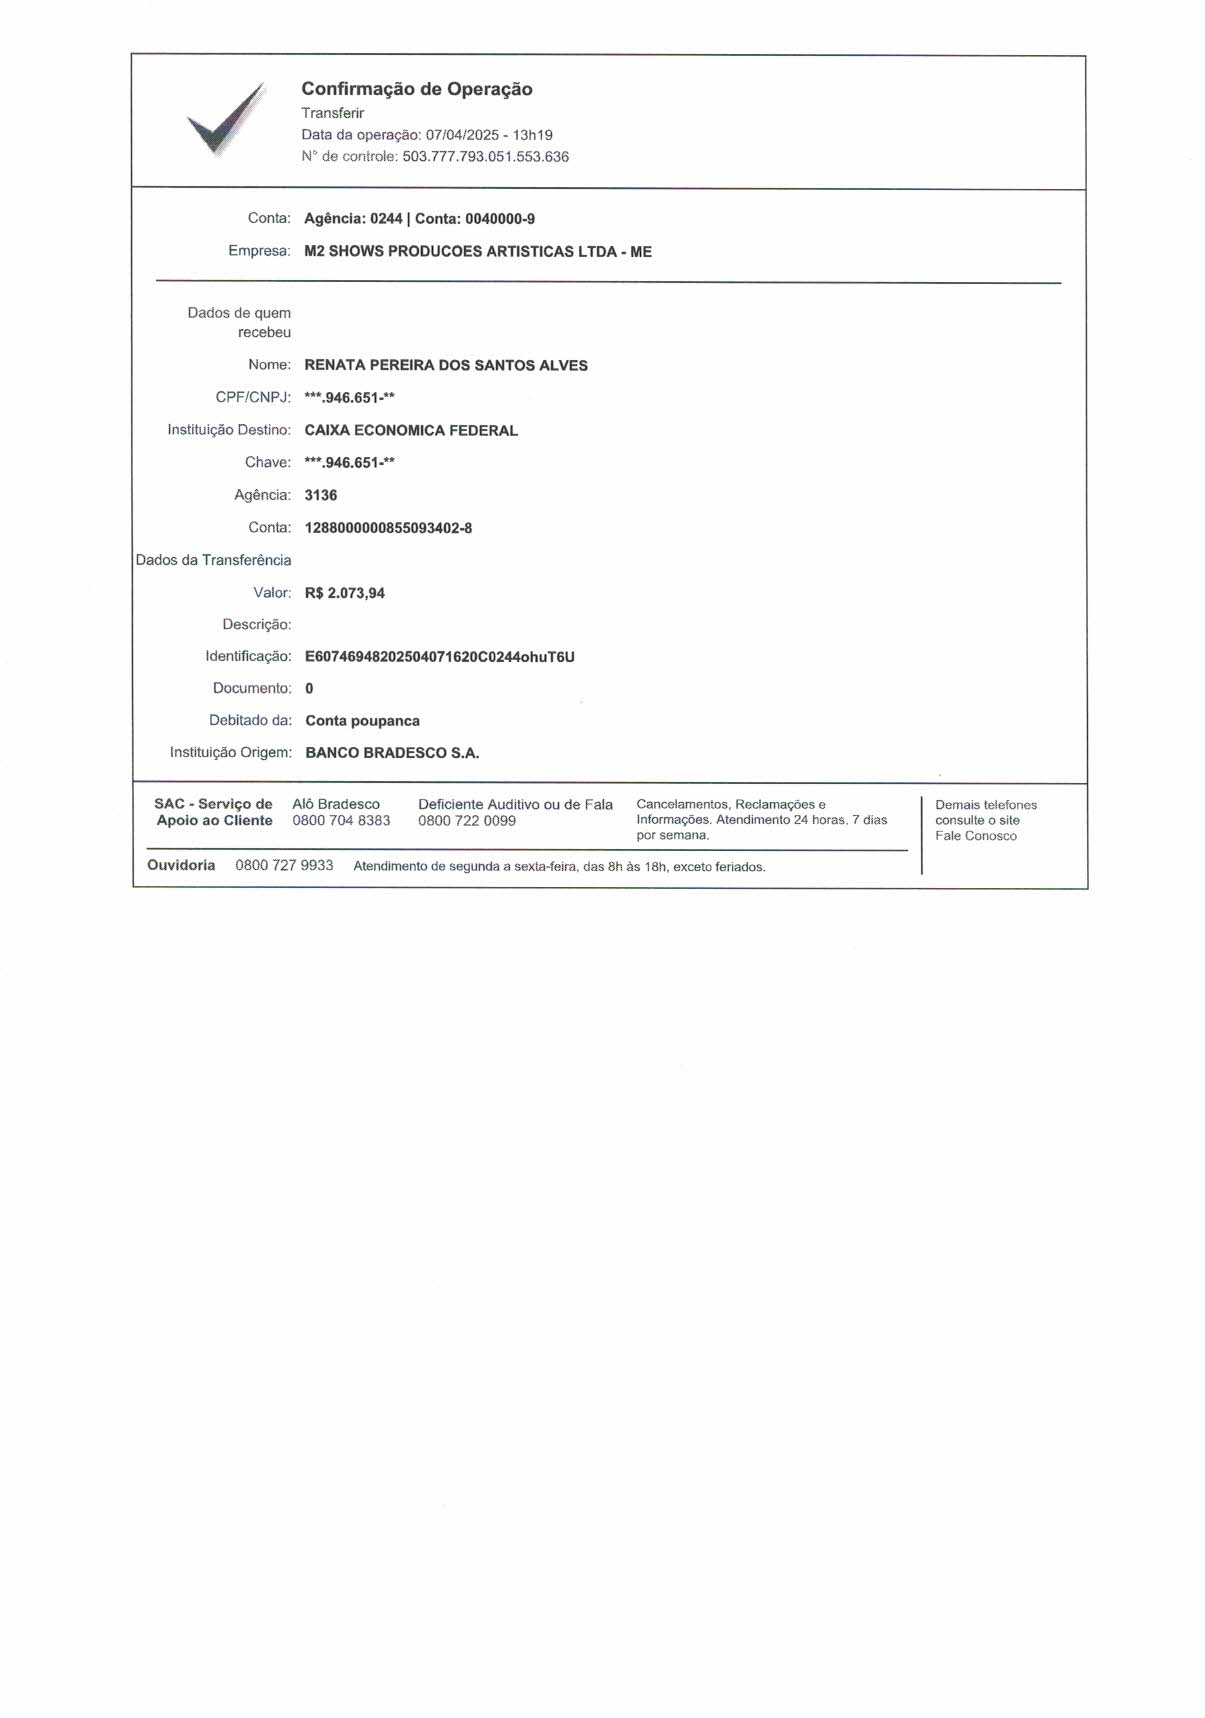 Confirmação de Operação
Transferir
Data da operação: 07/04/2025 - 13h19
N° de controle: 503.777.793.051.553.636
Conta: Agência: 0244 | Conta: 0040000-9
Empresa: M2 SHOWS PRODUCOES ARTISTICAS LTDA - ME
Dados de quem
recebeu
Nome: RENATA PEREIRA DOS SANTOS ALVES
CPF/CNPJ: ***.946.651-**
Instituição Destino: CAIXA ECONOMICA FEDERAL
Chave: ***.946.651-**
Agência: 3136
Conta: 1288000000855093402-8
Dados da Transferência
Valor: R$ 2.073,94
Descrição:
Identificação: E60746948202504071620C0244ohuT6U
Documento: 0
Debitado da: Conta poupanca
Instituição Origem: BANCO BRADESCO S.A.
SAC - Serviço de
Apoio ao Cliente
Alô Bradesco
0800 704 8383
Deficiente Auditivo ou de Fala
0800 722 0099
Cancelamentos, Reclamações e
Informações. Atendimento 24 horas, 7 dias
por semana.
Demais telefones
consulte o site
Fale Conosco
Ouvidoria 0800 727 9933 Atendimento de segunda a sexta-feira, das 8h às 18h, exceto feriados.